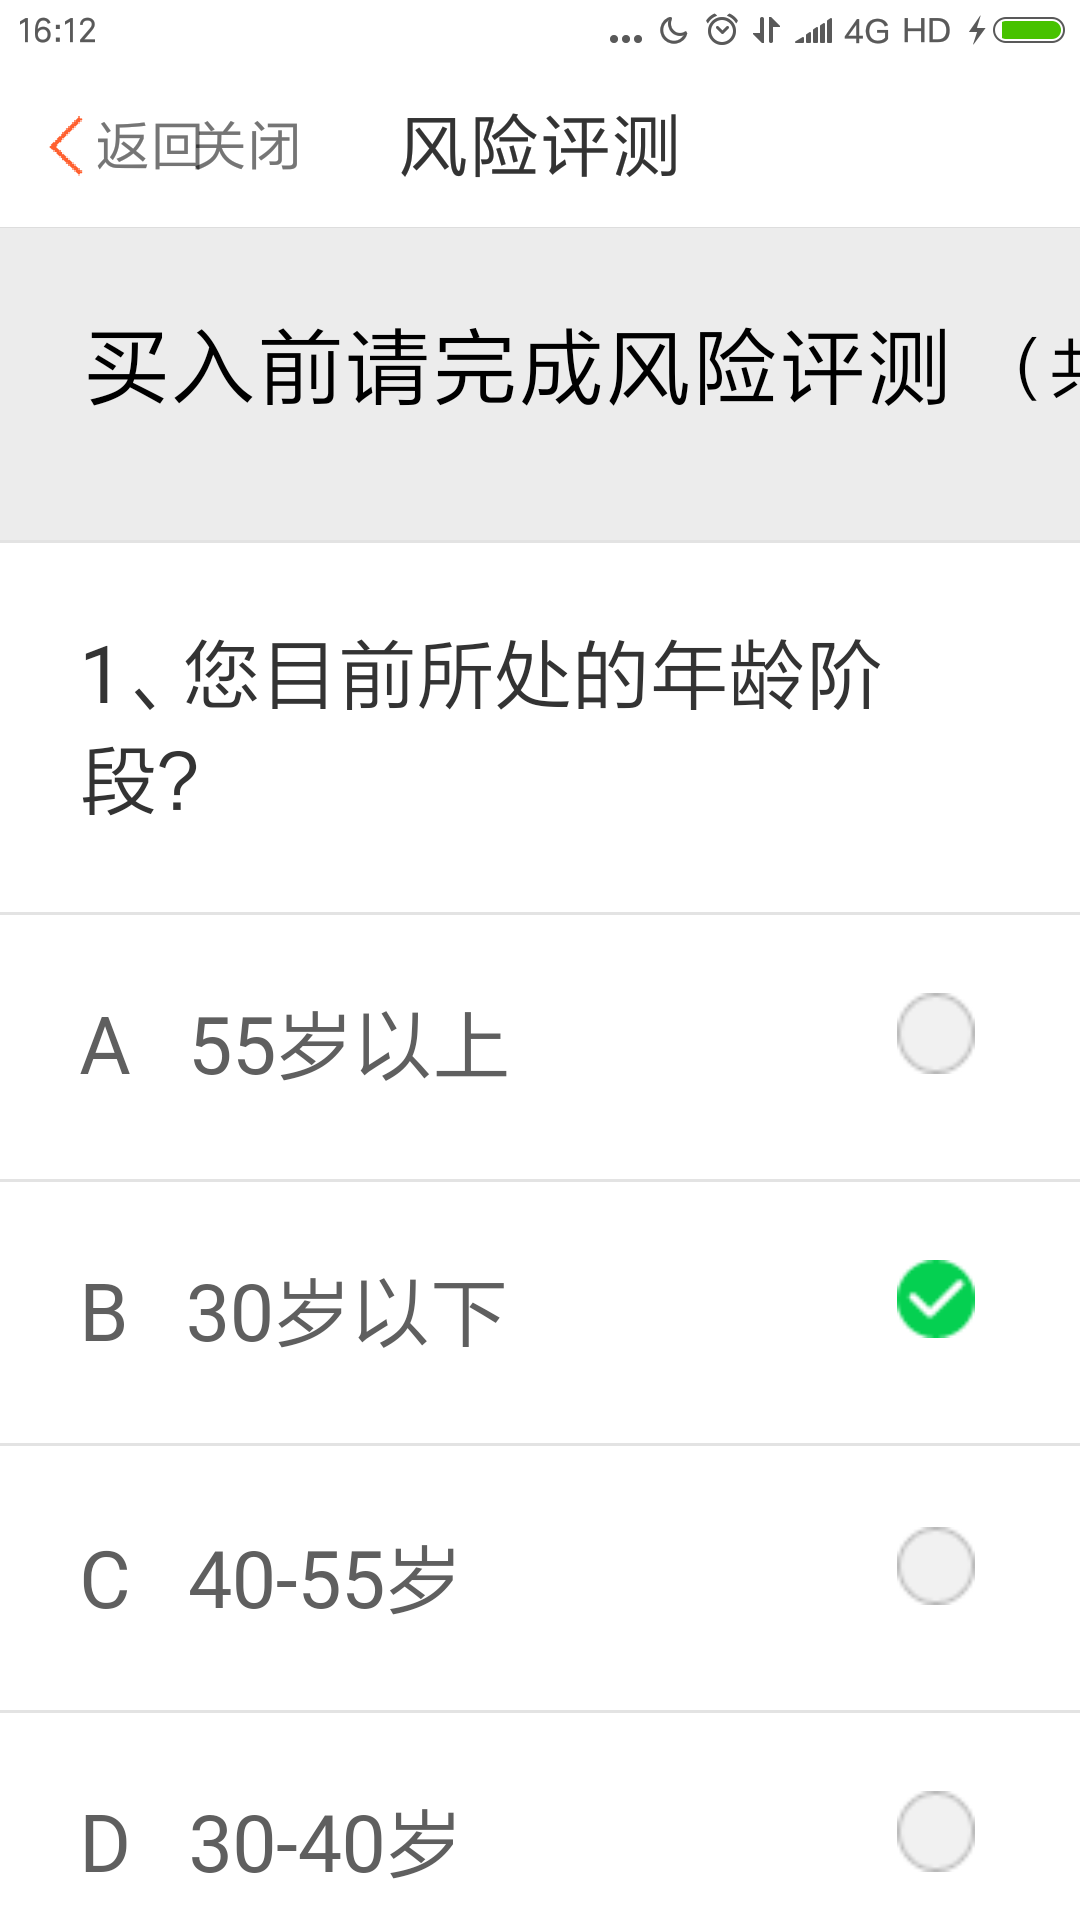 16:12 ... 4G HD
返回关闭 风险评测
买入前请完成风险评测（共
1、您目前所处的年龄阶
段?
A 55岁以上
B 30岁以下
C 40-55岁
D 30-40岁